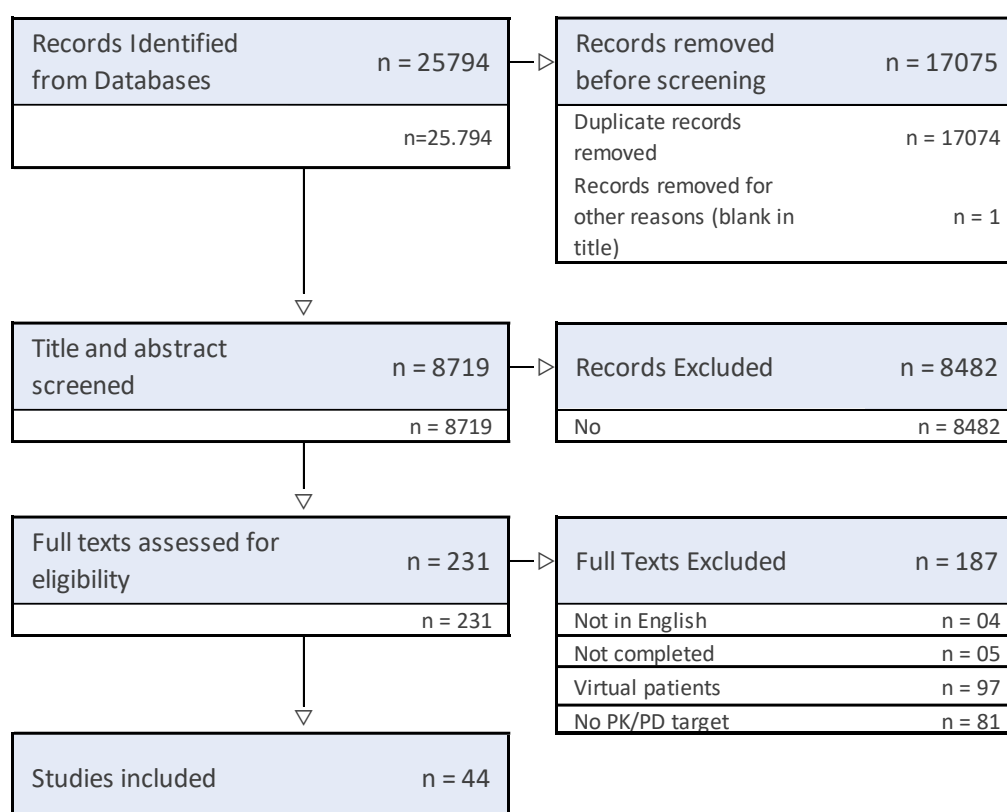 Records Identified
from Databases
n = 25794
n=25.794
Records removed
before screening
n = 17075
Duplicate records
removed
n = 17074
Records removed for
other reasons (blank in
title)
n = 1
Title and abstract
screened
n = 8719
n = 8719
Records Excluded
n = 8482
No
n = 8482
Full texts assessed for
eligibility
n = 231
n = 231
Full Texts Excluded
n = 187
Not in English
n = 04
Not completed
n = 05
Virtual patients
n = 97
No PK/PD target
n = 81
Studies included
n = 44